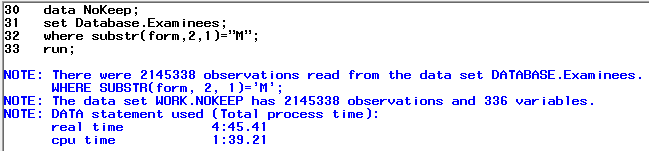 30   data NoKeep;
31   set Database.Examinees;
32   where substr(form,2,1)="M";
33   run;
NOTE: There were 2145338 observations read from the data set DATABASE.Examinees.
WHERE SUBSTR(form, 2, 1)='M';
NOTE: The data set WORK.NOKEEP has 2145338 observations and 336 variables.
NOTE: DATA statement used (Total process time):
real time           4:45.41
cpu time            1:39.21